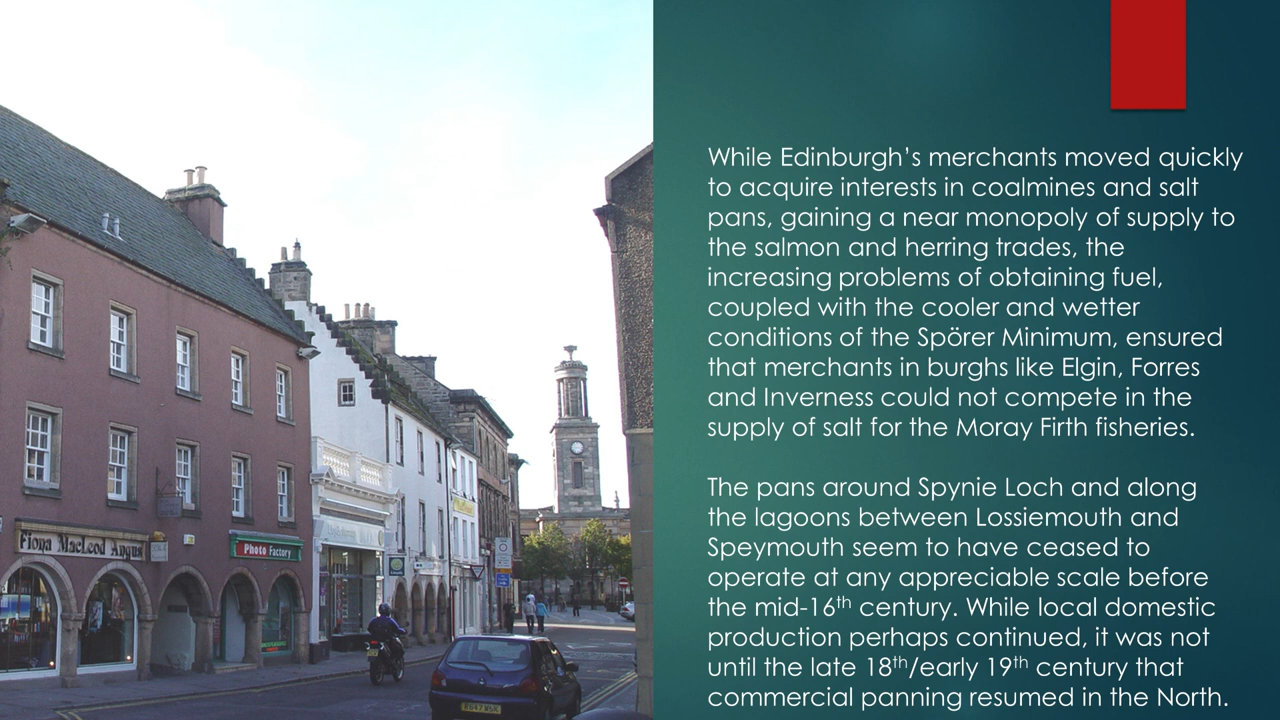 Fiona MacLeod Angus
Photo Factory
While Edinburgh’s merchants moved quickly
to acquire interests in coalmines and salt
pans, gaining a near monopoly of supply to
the salmon and herring trades, the
increasing problems of obtaining fuel,
coupled with the cooler and wetter
conditions of the Spörer Minimum, ensured
that merchants in burghs like Elgin, Forres
and Inverness could not compete in the
supply of salt for the Moray Firth fisheries.
The pans around Spynie Loch and along
the lagoons between Lossiemouth and
Speymouth seem to have ceased to
operate at any appreciable scale before
the mid-16th century. While local domestic
production perhaps continued, it was not
until the late 18th/early 19th century that
commercial panning resumed in the North.